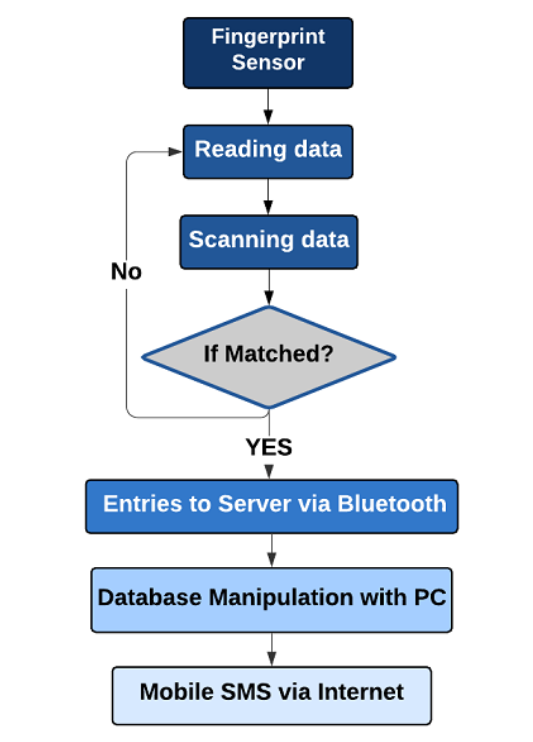 Fingerprint
Sensor
Reading data
Scanning data
No
If Matched?
YES
Entries to Server via Bluetooth
Database Manipulation with PC
Mobile SMS via Internet